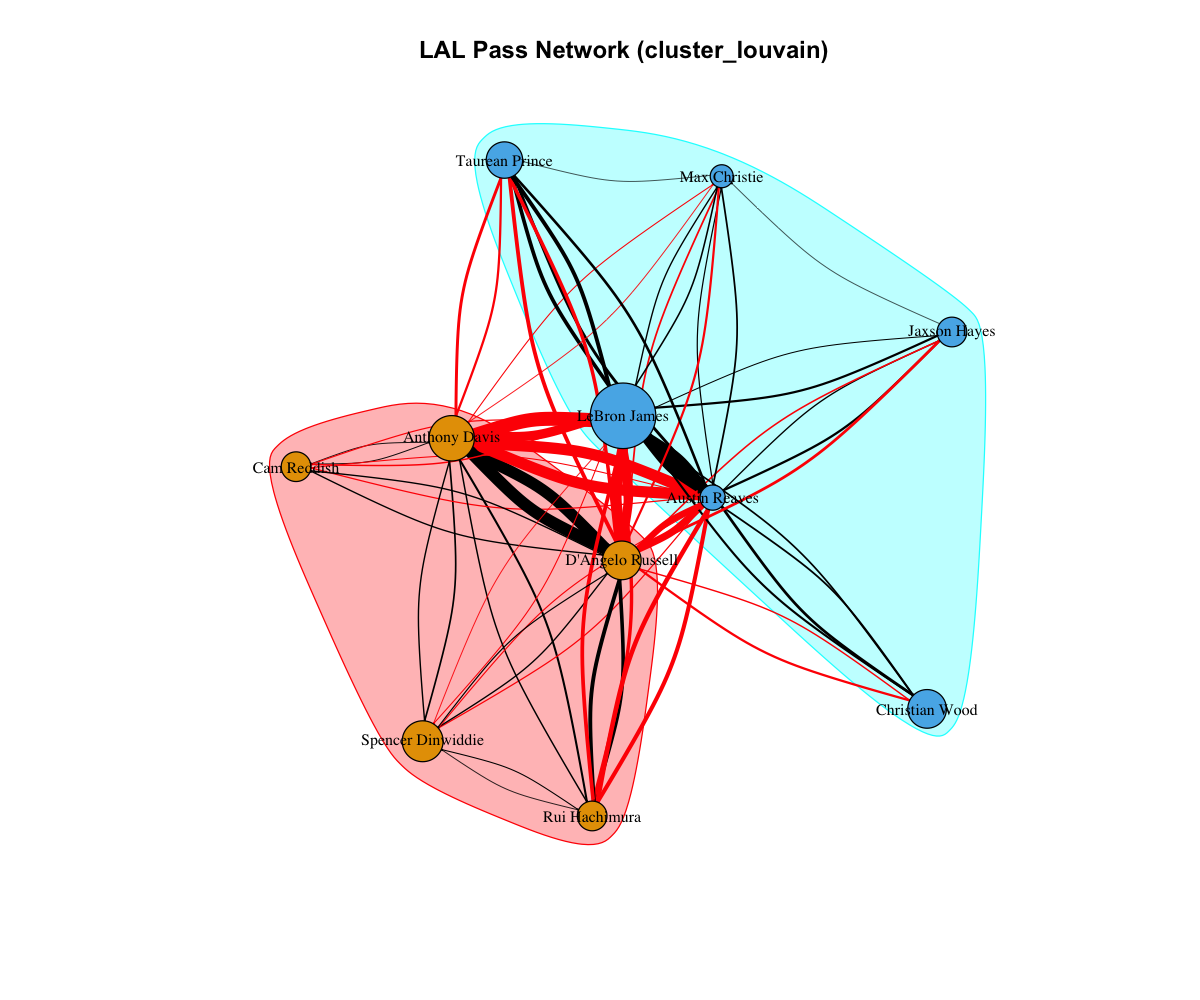 LAL Pass Network (cluster_louvain)
Taurean Prince
Max Christie
Jaxson Hayes
LeBron James
Anthony Davis
Cam Reddish
Austin Reaves
D'Angelo Russell
Christian Wood
Spencer Dinwiddie
Rui Hachimura